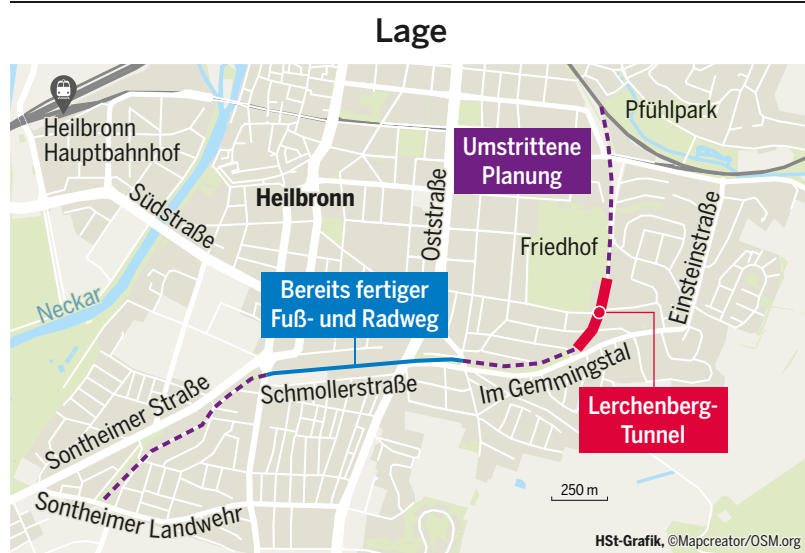 Lage
Pfühlpark
Heilbronn
Hauptbahnhof
Umstrittene
Planung
Südstraße
Heilbronn
Oststraße
Friedhof
Einsteinstraße
Neckar
Bereits fertiger
Fuß- und Radweg
Sontheimer Straße
Schmollerstraße
Im Gemmingstal
Lerchenberg-
Tunnel
Sontheimer Landwehr
250 m
HSt-Grafik, ©Mapcreator/OSM.org